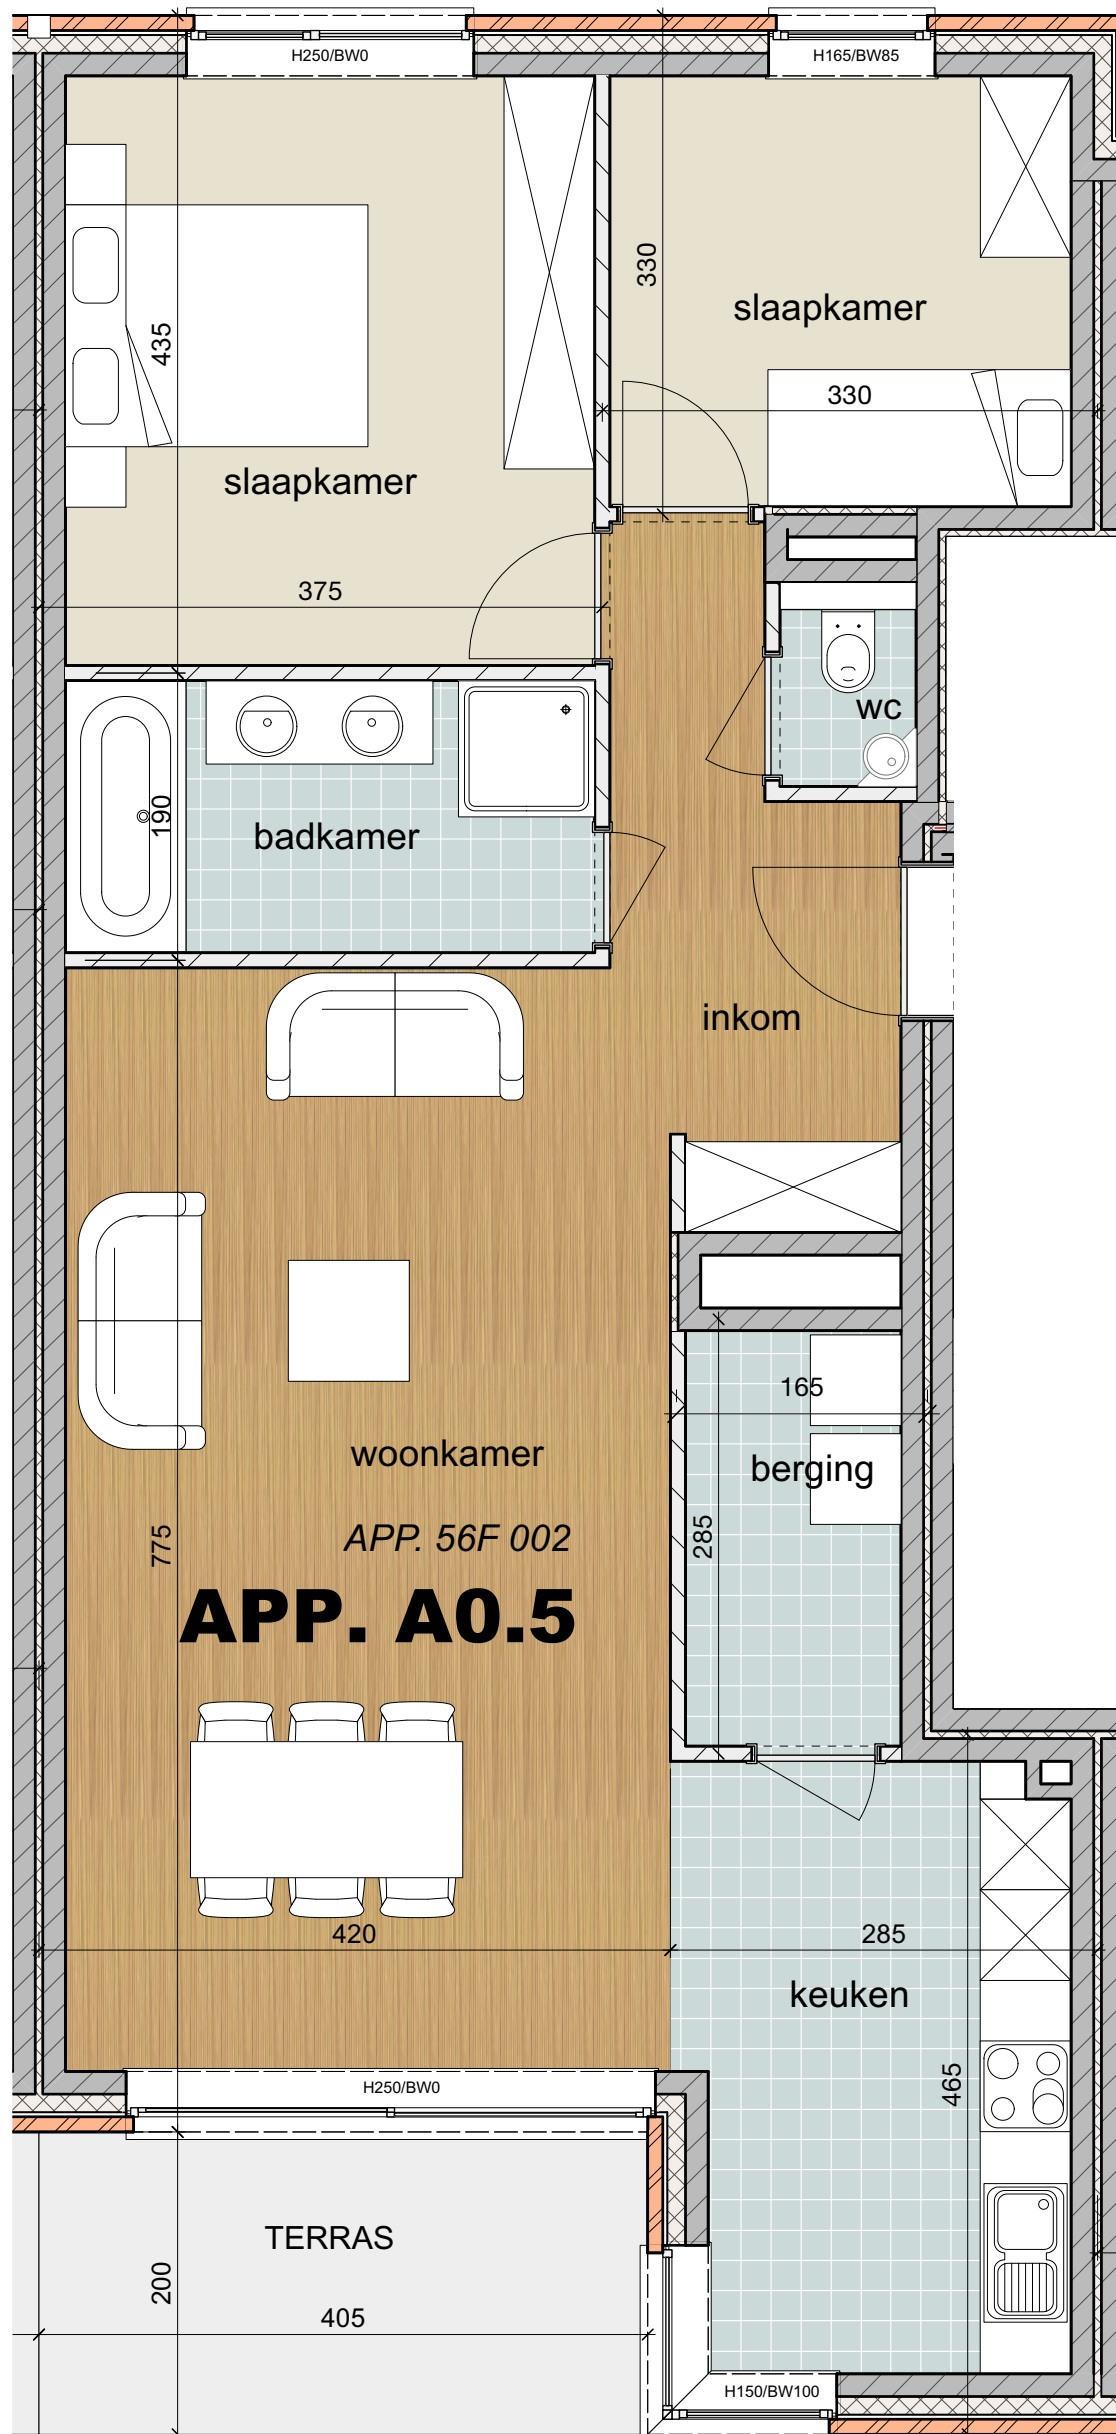 H250/BW0
H165/BW85
330
slaapkamer
435
330
slaapkamer
375
wc
190
badkamer
inkom
165
woonkamer
berging
APP. 56F 002
285
775
APP. A0.5
420
285
keuken
H250/BW0
465
TERRAS
200
405
H150/BW100